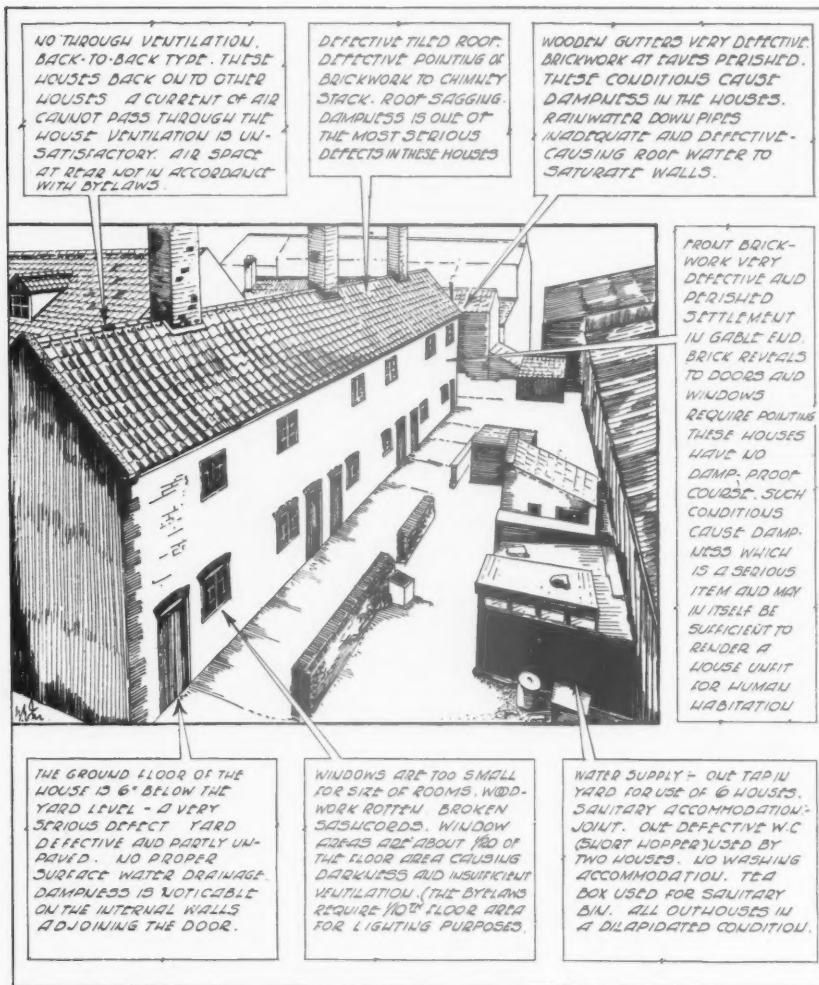 NO THROUGH VENTILATION.
BACK-TO-BACK TYPE. THESE
HOUSES BACK ON TO OTHER
HOUSES A CURRENT OF AIR
CANNOT PASS THROUGH THE
HOUSE VENTILATION IS UN-
SATISFACTORY. AIR SPACE
AT REAR NOT IN ACCORDANCE
WITH BYELAWS.
DEFECTIVE TILED ROOF.
DEFECTIVE POINTING OF
BRICKWORK TO CHIMNEY
STACK. ROOF SAGGING.
DAMPNESS IS ONE OF
THE MOST SERIOUS
DEFECTS IN THESE HOUSES
WOODEN GUTTERS VERY DEFECTIVE.
BRICKWORK AT EAVES PERISHED.
THESE CONDITIONS CAUSE
DAMPNESS IN THE HOUSES.
RAINWATER DOWN PIPES
INADEQUATE AND DEFECTIVE-
CAUSING ROOF WATER TO
SATURATE WALLS.
FRONT BRICK-
WORK VERY
DEFECTIVE AND
PERISHED
SETTLEMENT
IN GABLE END.
BRICK REVEALS
TO DOORS AND
WINDOWS
REQUIRE POINTING
THESE HOUSES
HAVE NO
DAMP-PROOF
COURSE. SUCH
CONDITIONS
CAUSE DAMP-
NESS WHICH
IS A SERIOUS
ITEM AND MAY
IN ITSELF BE
SUFFICIENT TO
RENDER A
HOUSE UNFIT
FOR HUMAN
HABITATION
THE GROUND FLOOR OF THE
HOUSE IS 6" BELOW THE
YARD LEVEL - A VERY
SERIOUS DEFECT YARD
DEFECTIVE AND PARTLY UN-
PAVED. NO PROPER
SURFACE WATER DRAINAGE.
DAMPNESS IS NOTICABLE
ON THE INTERNAL WALLS
ADJOINING THE DOOR.
WINDOWS ARE TOO SMALL
FOR SIZE OF ROOMS. WOOD-
WORK ROTTEN. BROKEN
SASHCORDS. WINDOW
AREAS ARE ABOUT 1/20 OF
THE FLOOR AREA CAUSING
DARKNESS AND INSUFFICIENT
VENTILATION. (THE BYELAWS
REQUIRE 1/10TH FLOOR AREA
FOR LIGHTING PURPOSES.
WATER SUPPLY:- ONE TAP IN
YARD FOR USE OF 6 HOUSES.
SANITARY ACCOMMODATION:-
JOINT. ONE DEFECTIVE W.C
(SHORT HOPPER) USED BY
TWO HOUSES. NO WASHING
ACCOMMODATION. TEA
BOX USED FOR SANITARY
BIN. ALL OUTHOUSES IN
A DILAPIDATED CONDITION.